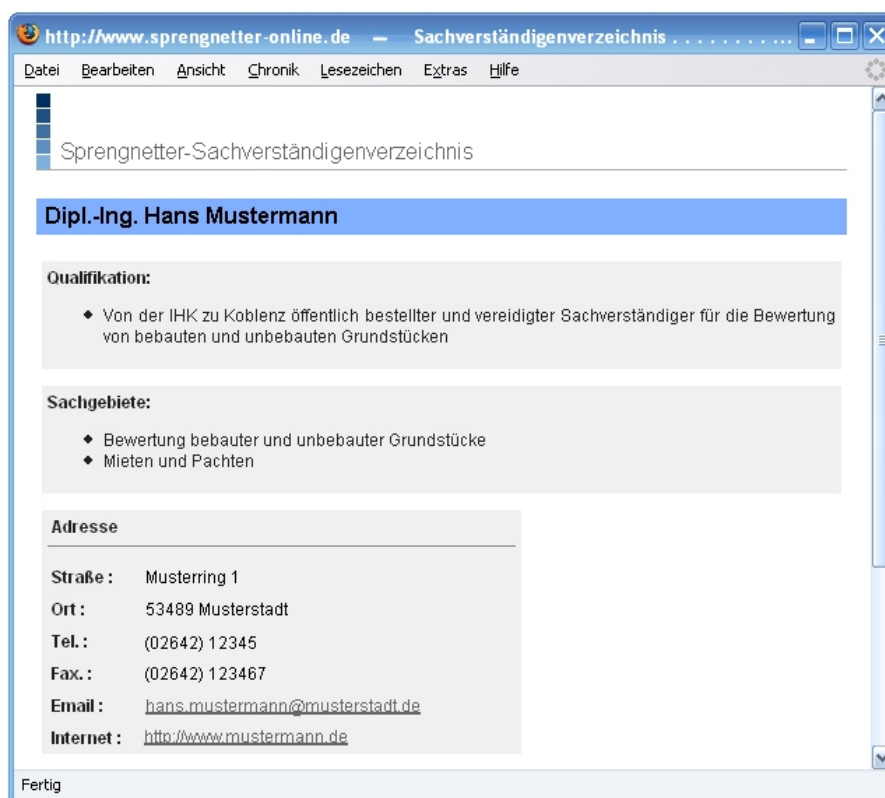 http://www.sprengnetter-online.de — Sachverständigenverzeichnis . . . . . . . . . ...
Datei Bearbeiten Ansicht Chronik Lesezeichen Extras Hilfe
Sprengnetter-Sachverständigenverzeichnis
Dipl.-Ing. Hans Mustermann
Qualifikation:
• Von der IHK zu Koblenz öffentlich bestellter und vereidigter Sachverständiger für die Bewertung
von bebauten und unbebauten Grundstücken
Sachgebiete:
• Bewertung bebauter und unbebauter Grundstücke
• Mieten und Pachten
Adresse
Straße : Musterring 1
Ort : 53489 Musterstadt
Tel. : (02642) 12345
Fax. : (02642) 123467
Email : hans.mustermann@musterstadt.de
Internet : http://www.mustermann.de
Fertig